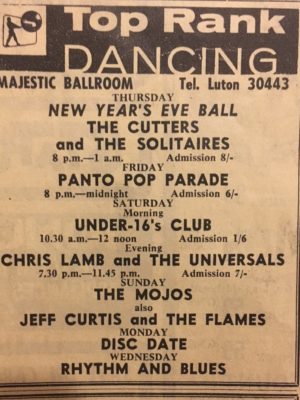 Top Rank
DANCING
MAJESTIC BALLROOM Tel. Luton 30443
THURSDAY
NEW YEAR'S EVE BALL
THE CUTTERS
and THE SOLITAIRES
8 p.m.—1 a.m. Admission 8/-
FRIDAY
PANTO POP PARADE
8 p.m.—midnight Admission 6/-
SATURDAY
Morning
UNDER-16's CLUB
10.30 a.m.—12 noon Admission 1/6
Evening
CHRIS LAMB and THE UNIVERSALS
7.30 p.m.—11.45 p.m. Admission 7/-
SUNDAY
THE MOJOS
also
JEFF CURTIS and THE FLAMES
MONDAY
DISC DATE
WEDNESDAY
RHYTHM AND BLUES